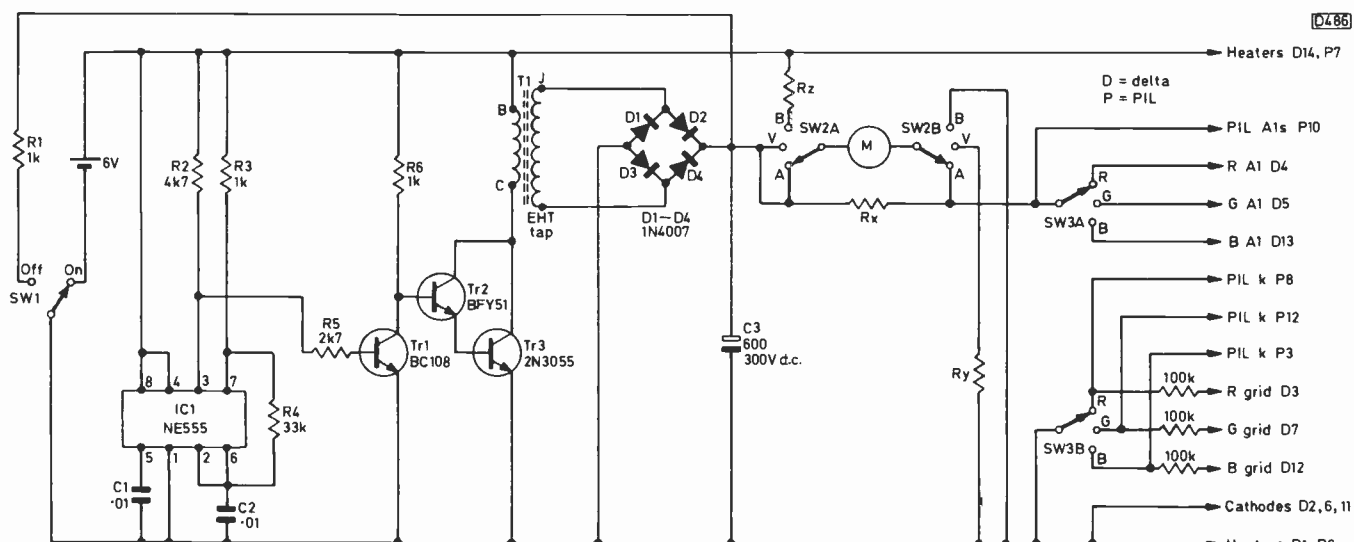 D486
Heaters D14, P7
D = delta
P = PIL
T1
J
B
C
EHT
tap
D1
D2
D3
D4
D1~D4
1N4007
Rz
B
V
A
SW2A
M
SW2B
B
V
A
Rx
PIL A1s P10
R A1 D4
G A1 D5
B A1 D13
R
G
B
SW3A
R1
1k
6V
R2
4k7
R3
1k
R6
1k
Off
On
SW1
Tr2
BFY51
R5
2k7
Tr1
BC108
Tr3
2N3055
C3
600
300V d.c.
Ry
PIL k P8
PIL k P12
PIL k P3
100k
R grid D3
100k
G grid D7
100k
B grid D12
R
G
B
SW3B
8
4
3
7
IC1
NE555
R4
33k
5
1
2
6
C1
·01
C2
·01
Cathodes D2, 6, 11